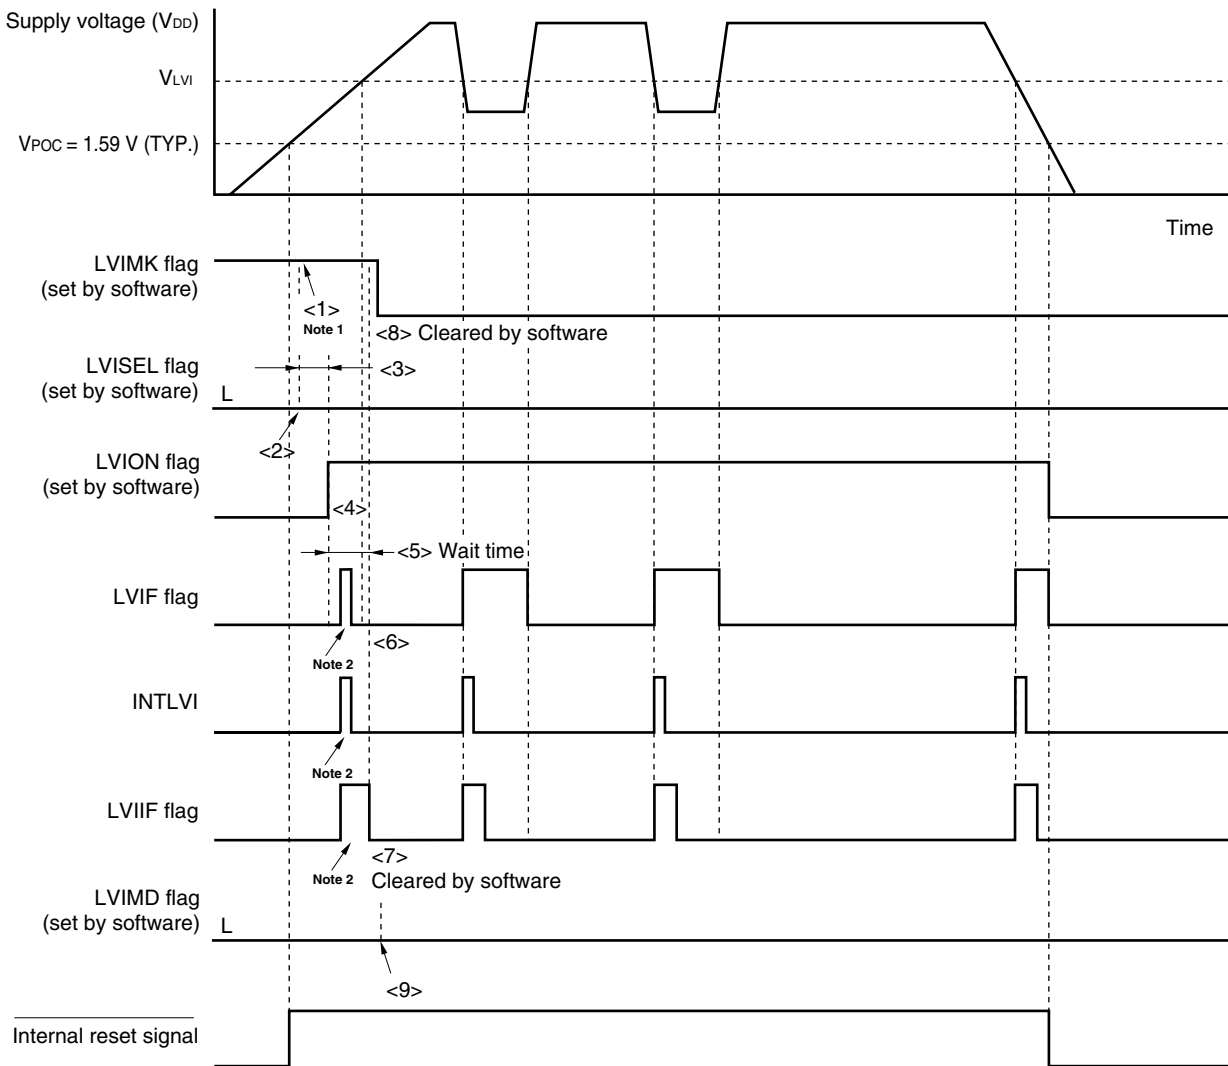 Supply voltage (VDD)
VLVI
VPOC = 1.59 V (TYP.)
Time
LVIMK flag
(set by software)
<1>
Note 1
<8> Cleared by software
LVISEL flag
(set by software)
L
<3>
<2>
LVION flag
(set by software)
<4>
<5> Wait time
LVIF flag
<6>
Note 2
INTLVI
Note 2
LVIIF flag
<7>
Note 2
Cleared by software
LVIMD flag
(set by software)
L
<9>
Internal reset signal